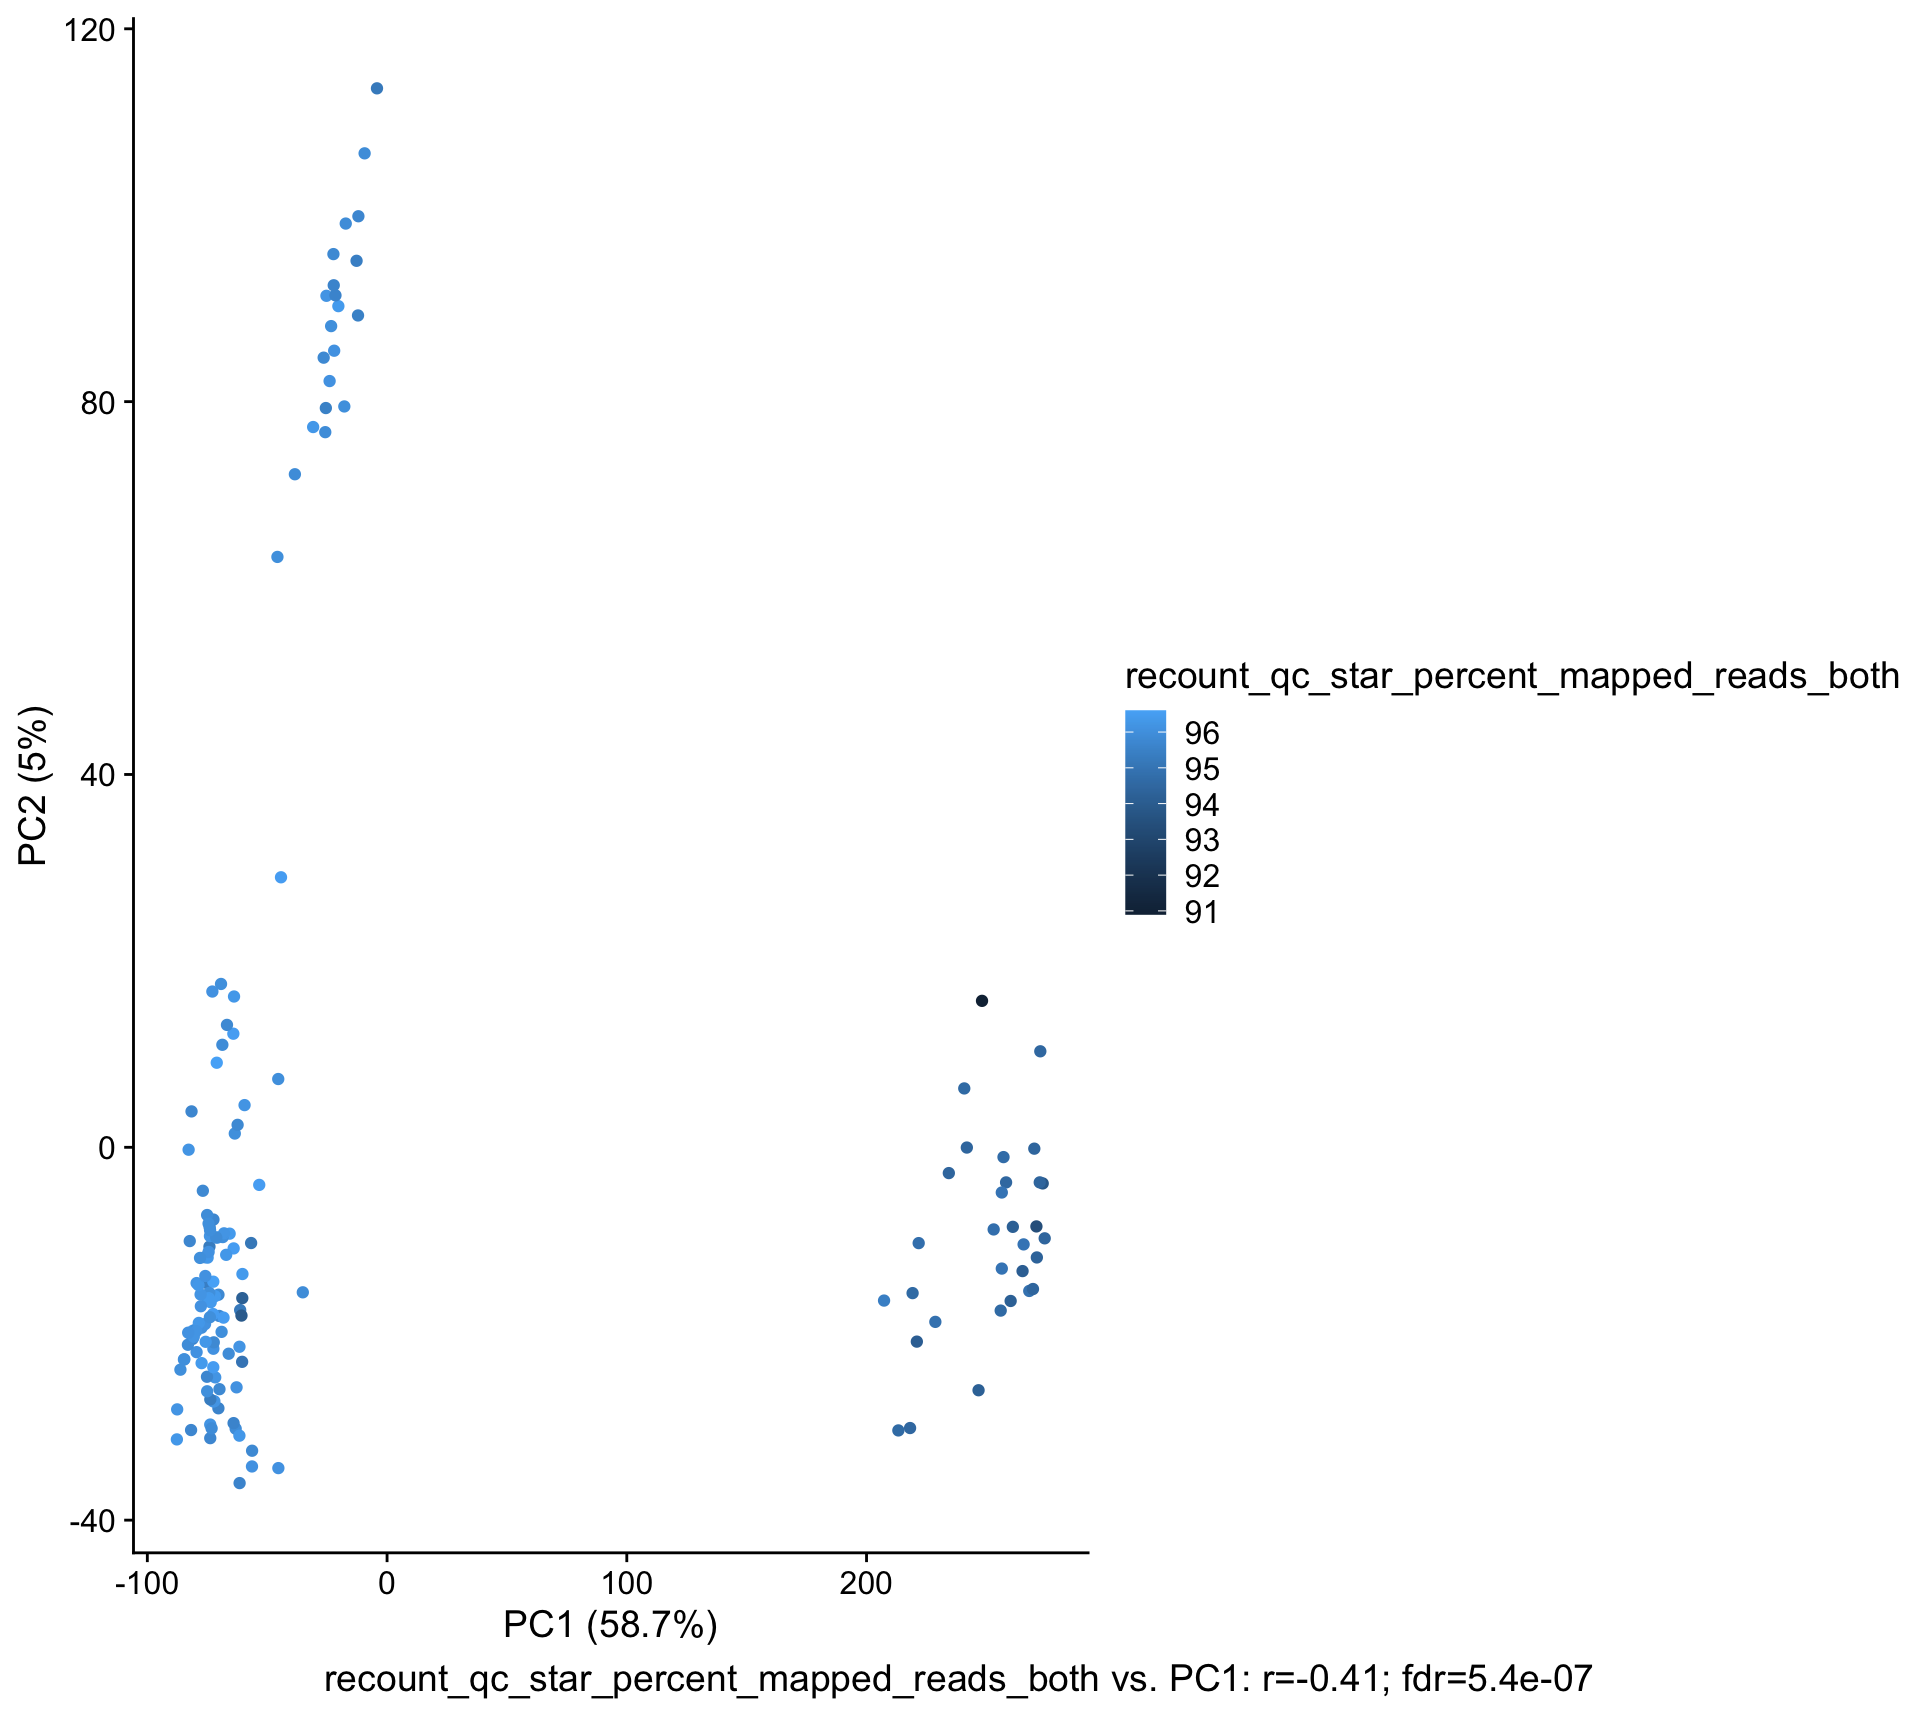 120
80
40
0
-40
PC2 (5%)
-100 0 100 200
PC1 (58.7%)
recount_qc_star_percent_mapped_reads_both
96
95
94
93
92
91
recount_qc_star_percent_mapped_reads_both vs. PC1: r=-0.41; fdr=5.4e-07